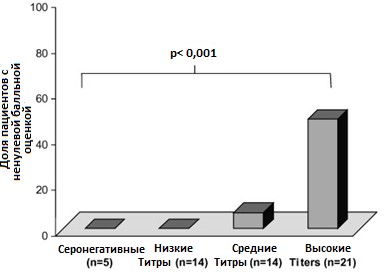 100
80
60
40
20
0
Доля пациентов с
ненулевой балльной
оценкой
p< 0,001
Серонегативные
(n=5)
Низкие
Титры (n=14)
Средние
Титры (n=14)
Высокие
Titers (n=21)